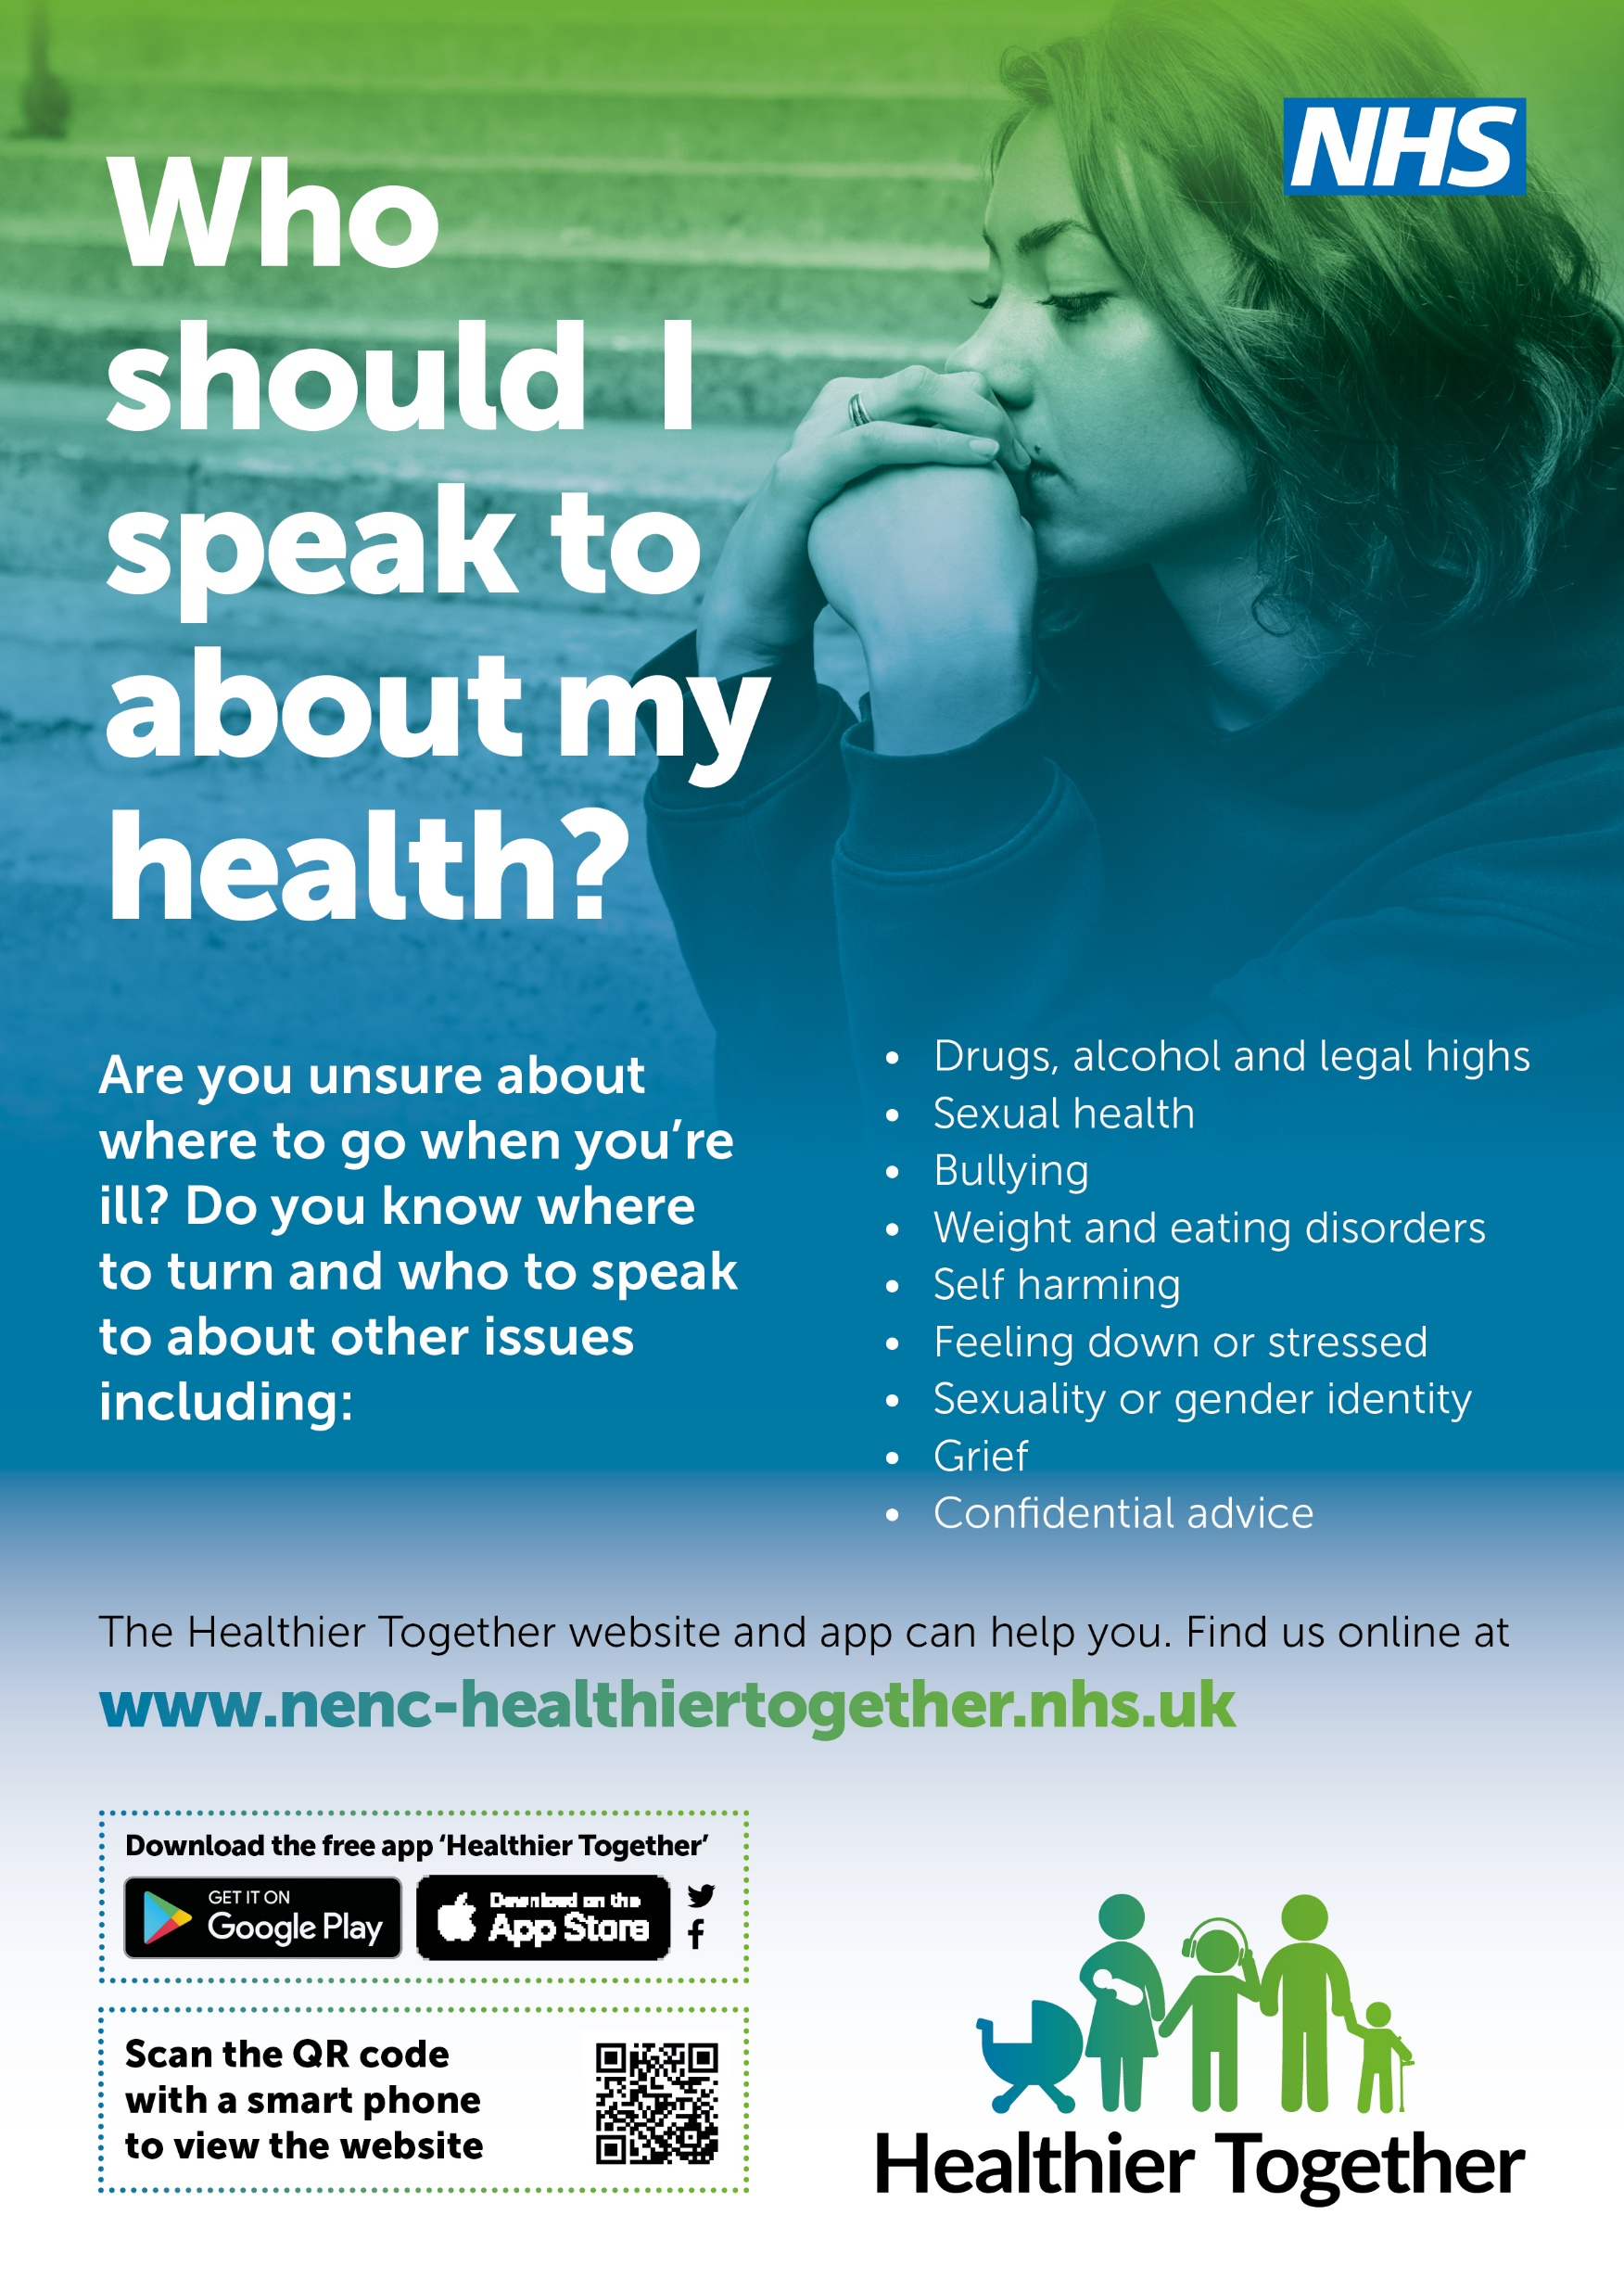 NHS
Who
should I
speak to
about my
health?
Are you unsure about
where to go when you’re
ill? Do you know where
to turn and who to speak
to about other issues
including:
• Drugs, alcohol and legal highs
• Sexual health
• Bullying
• Weight and eating disorders
• Self harming
• Feeling down or stressed
• Sexuality or gender identity
• Grief
• Confidential advice
The Healthier Together website and app can help you. Find us online at
www.nenc-healthiertogether.nhs.uk
Download the free app ‘Healthier Together’
GET IT ON
Google Play
Download on the
App Store
Scan the QR code
with a smart phone
to view the website
Healthier Together